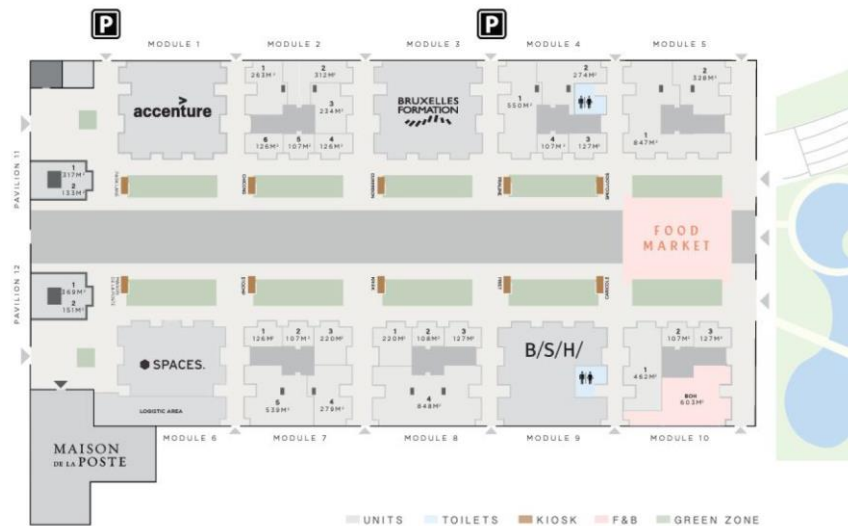 P
P
MODULE 1
MODULE 2
MODULE 3
MODULE 4
MODULE 5
accenture
1
263M²
2
312M²
3
234M²
6
126M²
5
107M²
4
126M²
BRUXELLES
FORMATION
1
550M²
2
274M²
4
107M²
3
127M²
2
328M²
1
847M²
PAVILION 11
1
317M²
2
133M²
FOOD
MARKET
PAVILION 12
1
369M²
2
151M²
SPACES.
LOGISTIC AREA
1
126M²
2
107M²
3
220M²
5
539M²
4
279M²
1
220M²
2
108M²
3
127M²
4
848M²
B/S/H/
1
462M²
2
107M²
3
127M²
BOH
603M²
MAISON
DE LA POSTE
MODULE 6
MODULE 7
MODULE 8
MODULE 9
MODULE 10
UNITS
TOILETS
KIOSK
F&B
GREEN ZONE